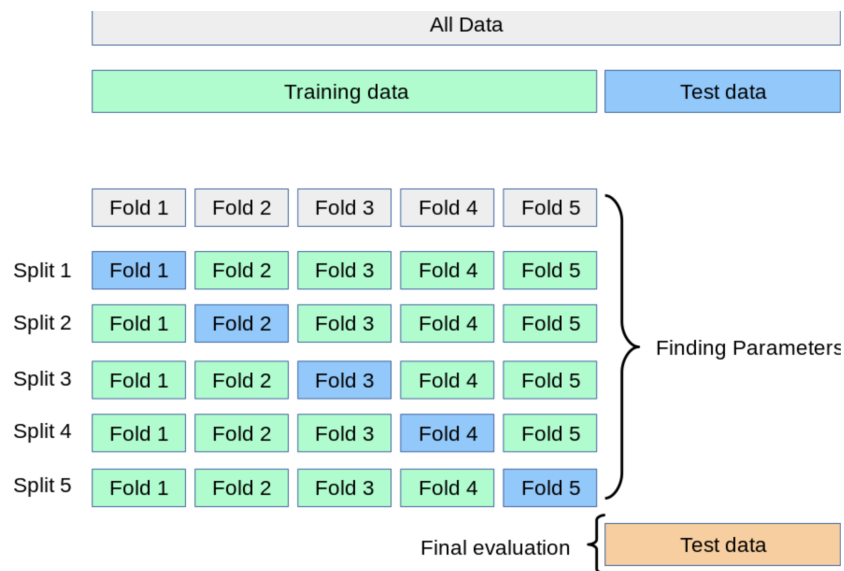 All Data
Training data Test data
Fold 1 Fold 2 Fold 3 Fold 4 Fold 5
Split 1 Fold 1 Fold 2 Fold 3 Fold 4 Fold 5
Split 2 Fold 1 Fold 2 Fold 3 Fold 4 Fold 5
Finding Parameters
Split 3 Fold 1 Fold 2 Fold 3 Fold 4 Fold 5
Split 4 Fold 1 Fold 2 Fold 3 Fold 4 Fold 5
Split 5 Fold 1 Fold 2 Fold 3 Fold 4 Fold 5
Final evaluation Test data